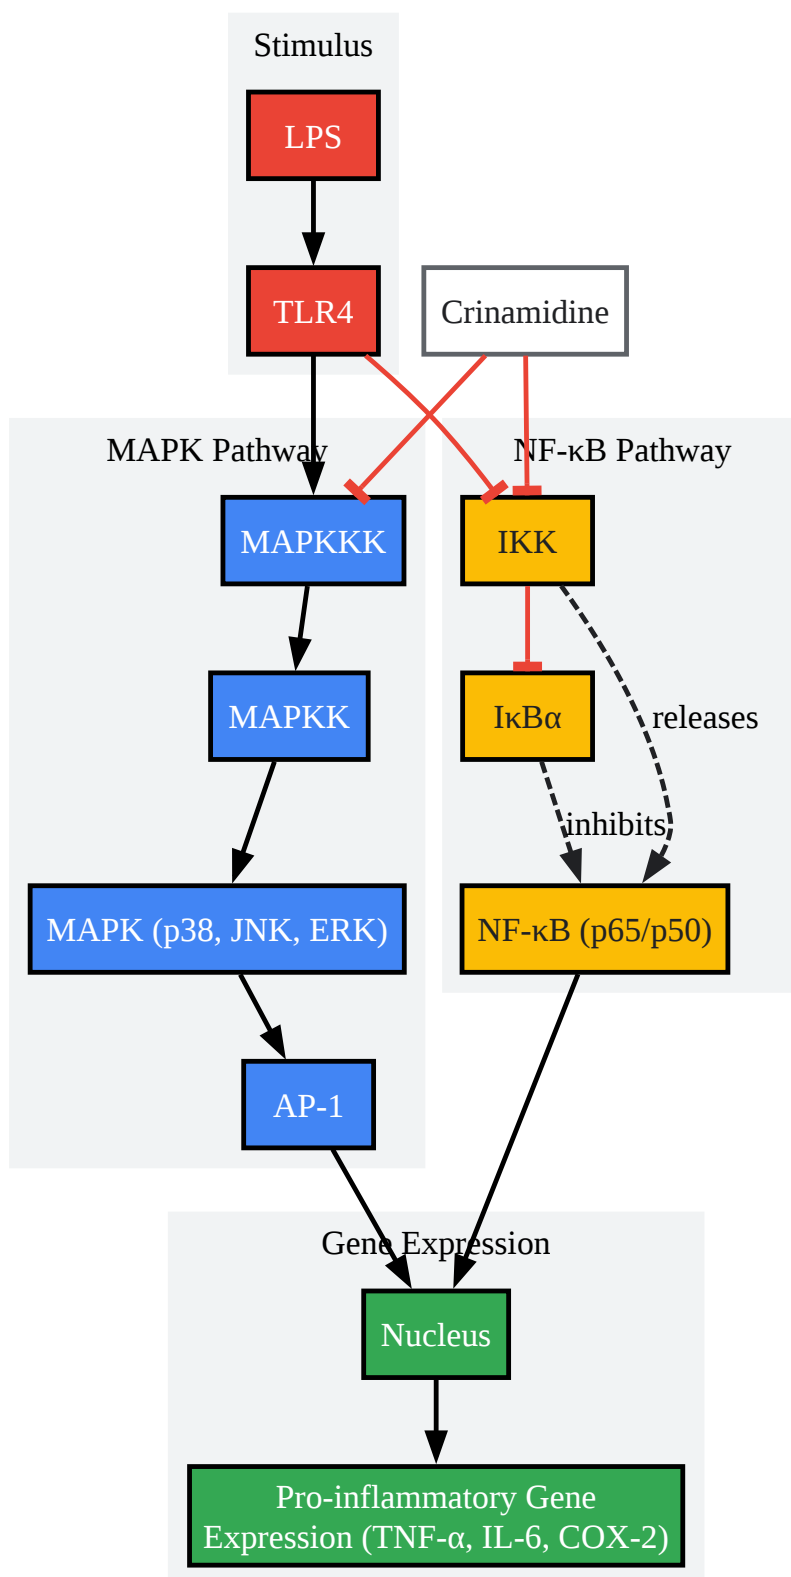 Stimulus
LPS
TLR4
Crinamidine
MAPK Pathway
NF-κB Pathway
MAPKKK
IKK
MAPKK
IκBα
releases
inhibits
MAPK (p38, JNK, ERK)
NF-κB (p65/p50)
AP-1
Gene Expression
Nucleus
Pro-inflammatory Gene
Expression (TNF-α, IL-6, COX-2)